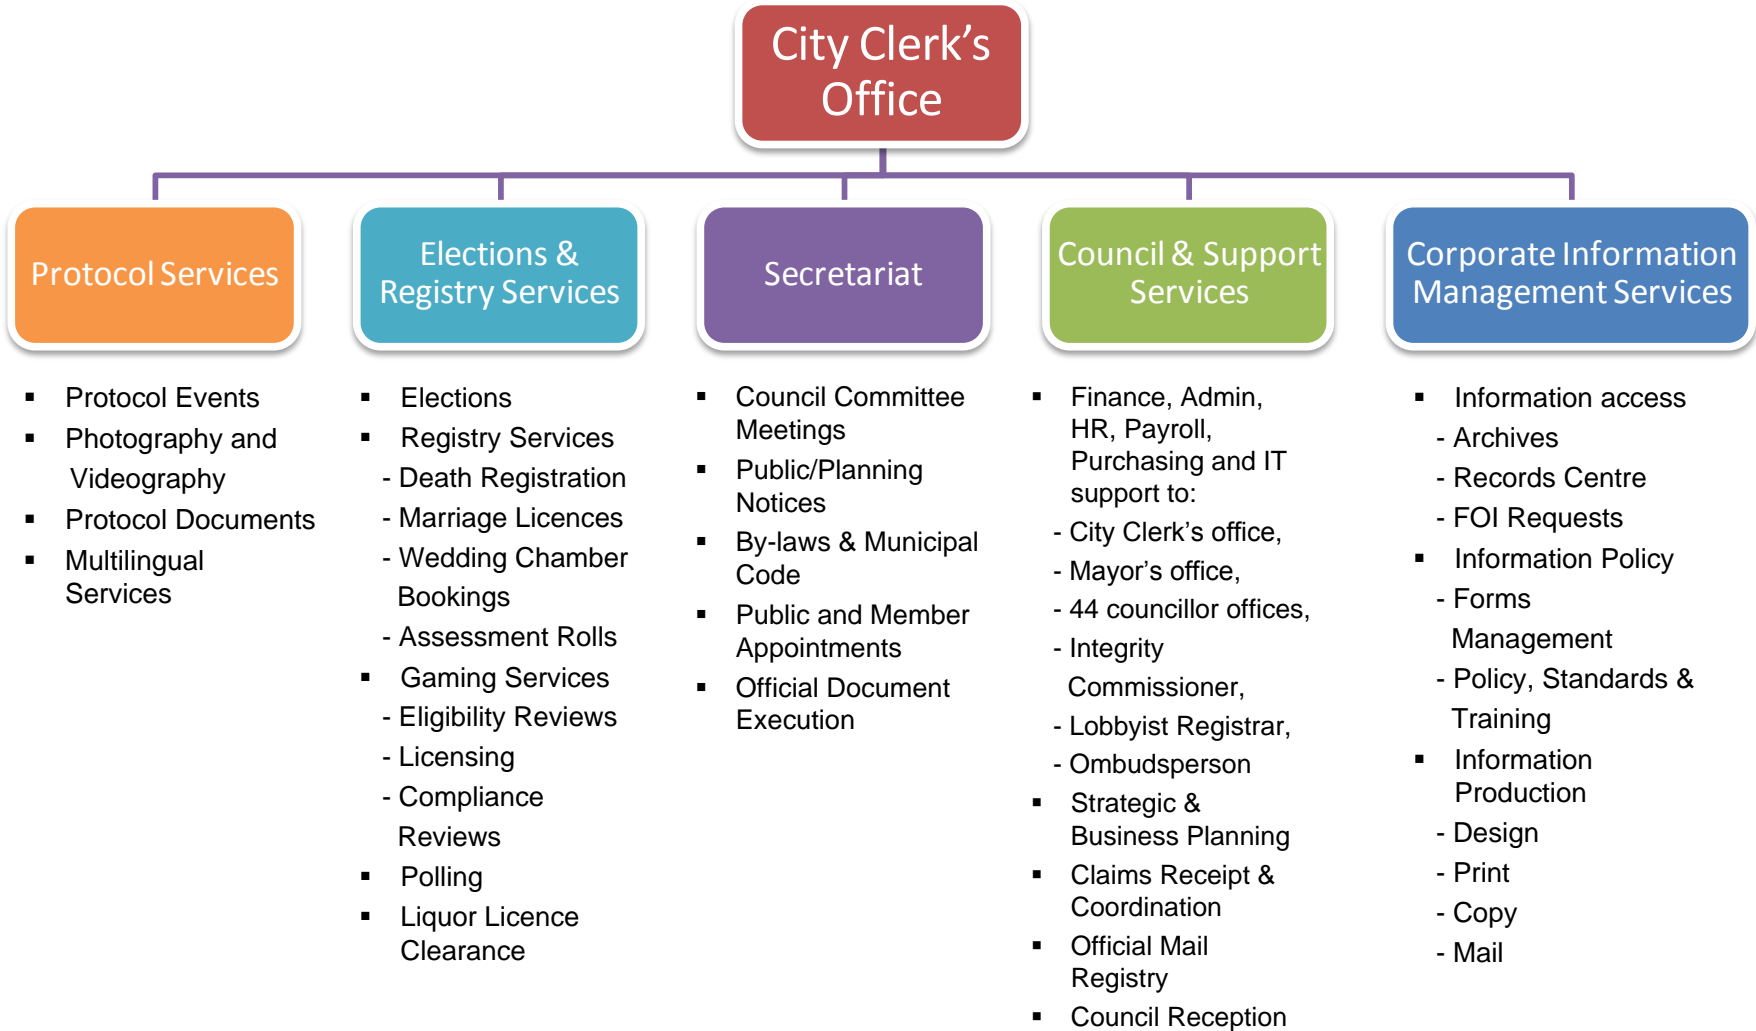 City Clerk’s
Office
Protocol Services
Elections &
Registry Services
Secretariat
Council & Support
Services
Corporate Information
Management Services
▪ Protocol Events
▪ Photography and
Videography
▪ Protocol Documents
▪ Multilingual
Services
▪ Elections
▪ Registry Services
- Death Registration
- Marriage Licences
- Wedding Chamber
Bookings
- Assessment Rolls
▪ Gaming Services
- Eligibility Reviews
- Licensing
- Compliance
Reviews
▪ Polling
▪ Liquor Licence
Clearance
▪ Council Committee
Meetings
▪ Public/Planning
Notices
▪ By-laws & Municipal
Code
▪ Public and Member
Appointments
▪ Official Document
Execution
▪ Finance, Admin,
HR, Payroll,
Purchasing and IT
support to:
- City Clerk’s office,
- Mayor’s office,
- 44 councillor offices,
- Integrity
Commissioner,
- Lobbyist Registrar,
- Ombudsperson
▪ Strategic &
Business Planning
▪ Claims Receipt &
Coordination
▪ Official Mail
Registry
▪ Council Reception
▪ Information access
- Archives
- Records Centre
- FOI Requests
▪ Information Policy
- Forms
Management
- Policy, Standards &
Training
▪ Information
Production
- Design
- Print
- Copy
- Mail